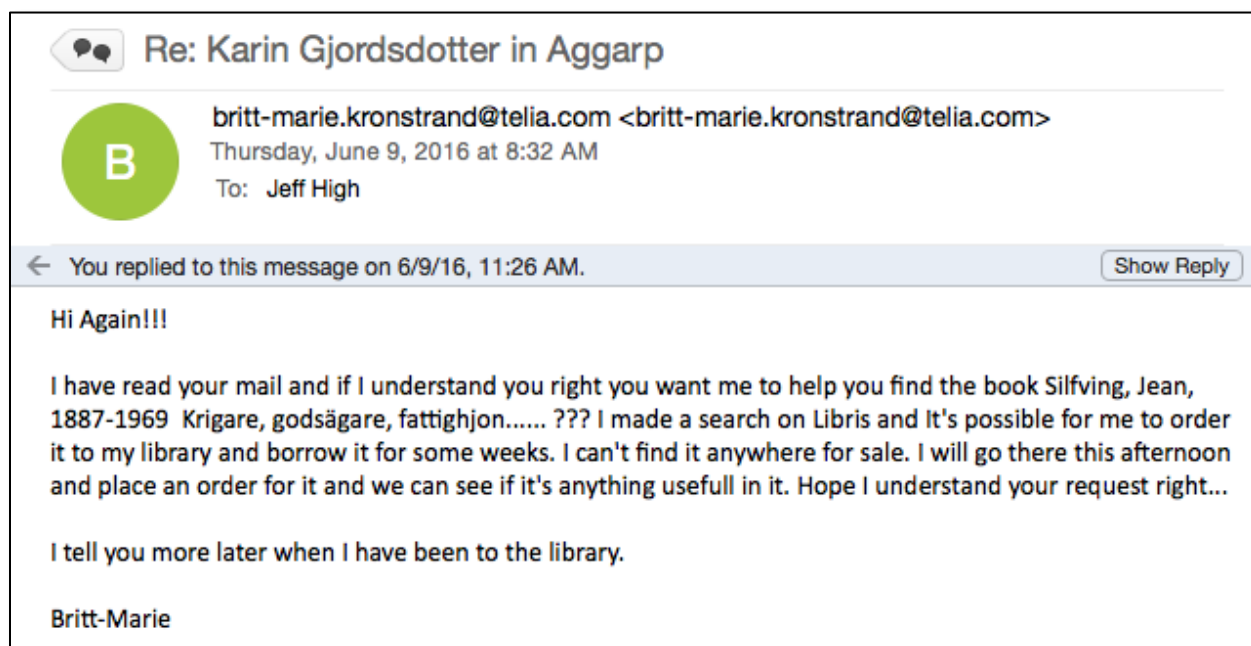 Re: Karin Gjordsdotter in Aggarp
B
britt-marie.kronstrand@telia.com <britt-marie.kronstrand@telia.com>
Thursday, June 9, 2016 at 8:32 AM
To: Jeff High
You replied to this message on 6/9/16, 11:26 AM.
Show Reply
Hi Again!!!
I have read your mail and if I understand you right you want me to help you find the book Silfving, Jean,
1887-1969  Krigare, godsägare, fattighjon...... ??? I made a search on Libris and It's possible for me to order
it to my library and borrow it for some weeks. I can't find it anywhere for sale. I will go there this afternoon
and place an order for it and we can see if it's anything usefull in it. Hope I understand your request right...
I tell you more later when I have been to the library.
Britt-Marie